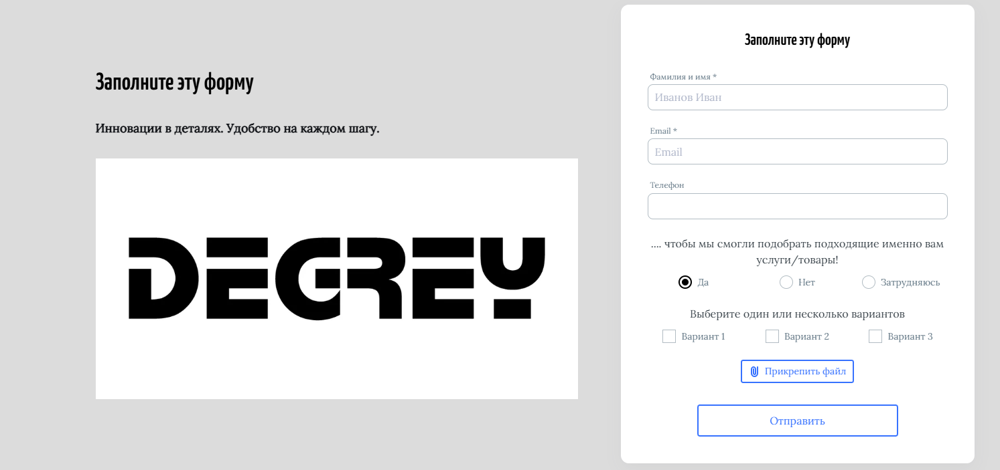 Заполните эту форму
Инновации в деталях. Удобство на каждом шагу.
DEGREY
Заполните эту форму
Фамилия и имя *
Иванов Иван
Email *
Email
Телефон
.... чтобы мы смогли подобрать подходящие именно вам
услуги/товары!
Да Нет Затрудняюсь
Выберите один или несколько вариантов
Вариант 1 Вариант 2 Вариант 3
Прикрепить файл
Отправить